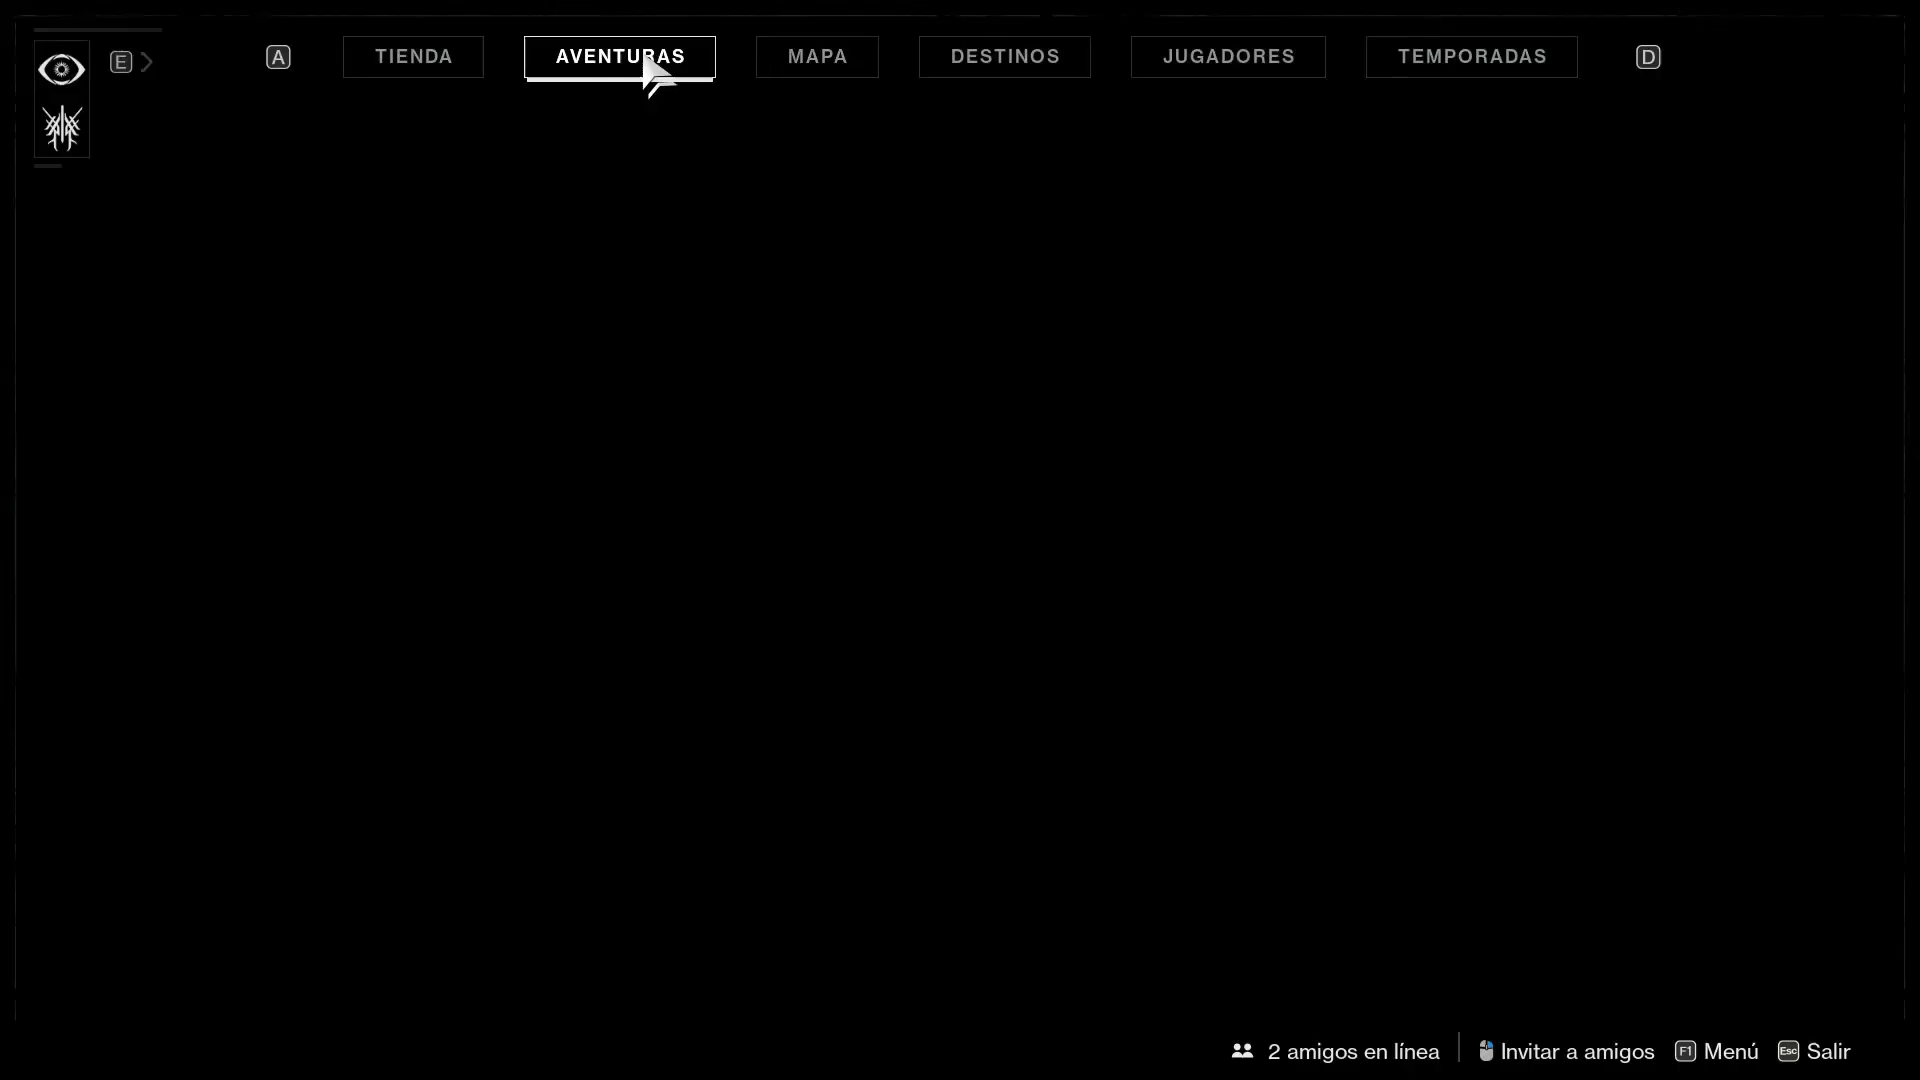 E
A
TIENDA
AVENTURAS
MAPA
DESTINOS
JUGADORES
TEMPORADAS
D
2 amigos en línea
Invitar a amigos
F1 Menú
Esc Salir